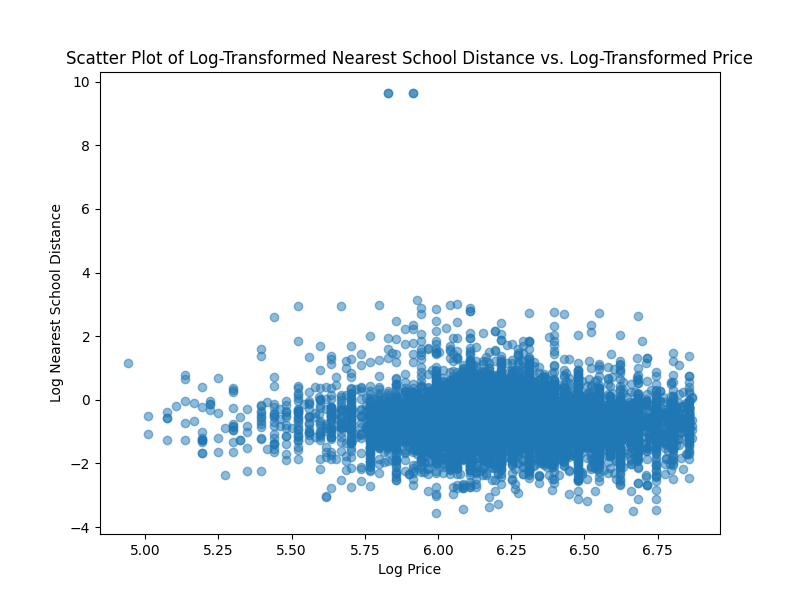 Scatter Plot of Log-Transformed Nearest School Distance vs. Log-Transformed Price
10
8
6
4
2
0
−2
−4
Log Nearest School Distance
5.00 5.25 5.50 5.75 6.00 6.25 6.50 6.75
Log Price